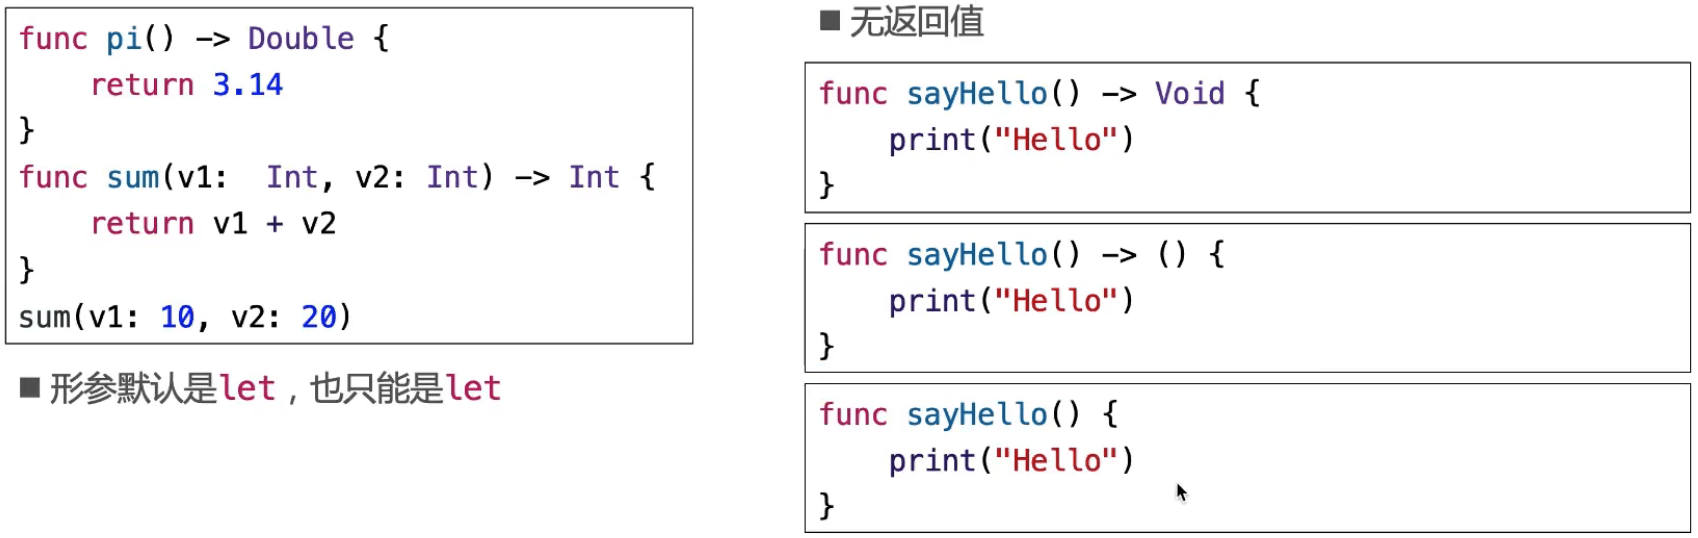 func pi() -> Double {
    return 3.14
}
func sum(v1:  Int, v2: Int) -> Int {
    return v1 + v2
}
sum(v1: 10, v2: 20)
■ 形参默认是let，也只能是let
■ 无返回值
func sayHello() -> Void {
    print("Hello")
}
func sayHello() -> () {
    print("Hello")
}
func sayHello() {
    print("Hello")
}